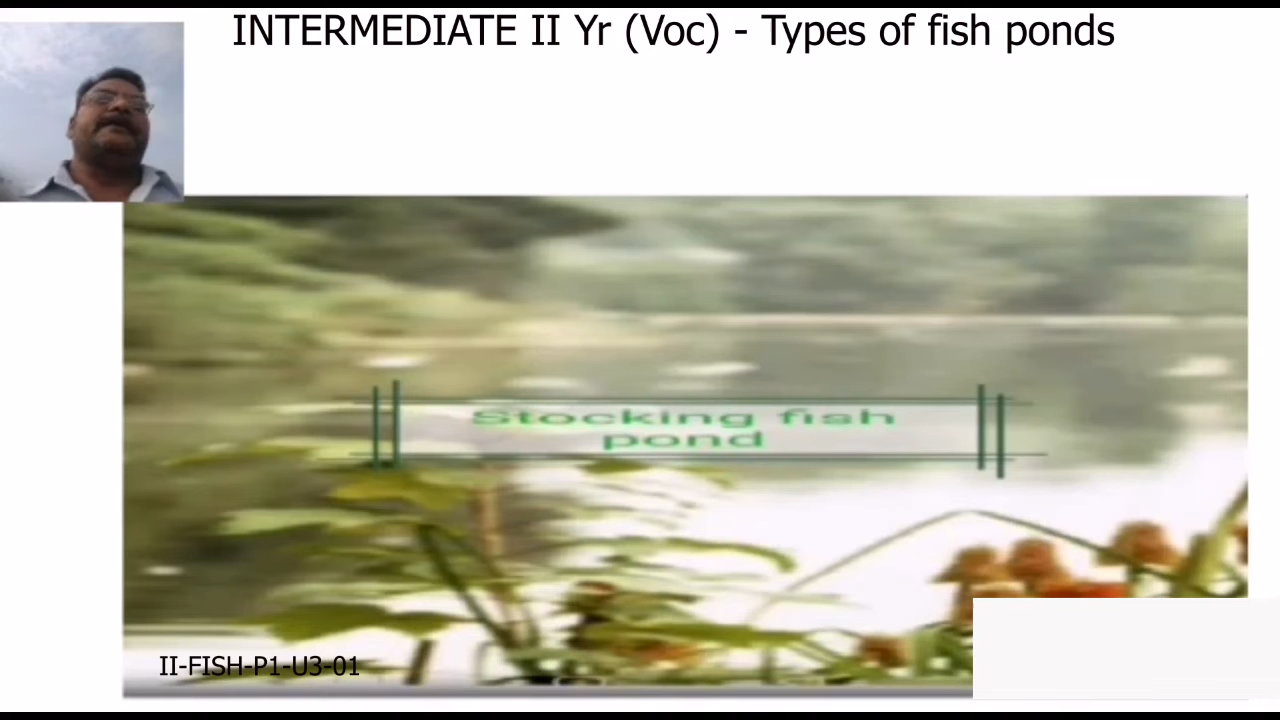 INTERMEDIATE II Yr (Voc) - Types of fish ponds
Stocking fish
pond
II-FISH-P1-U3-01